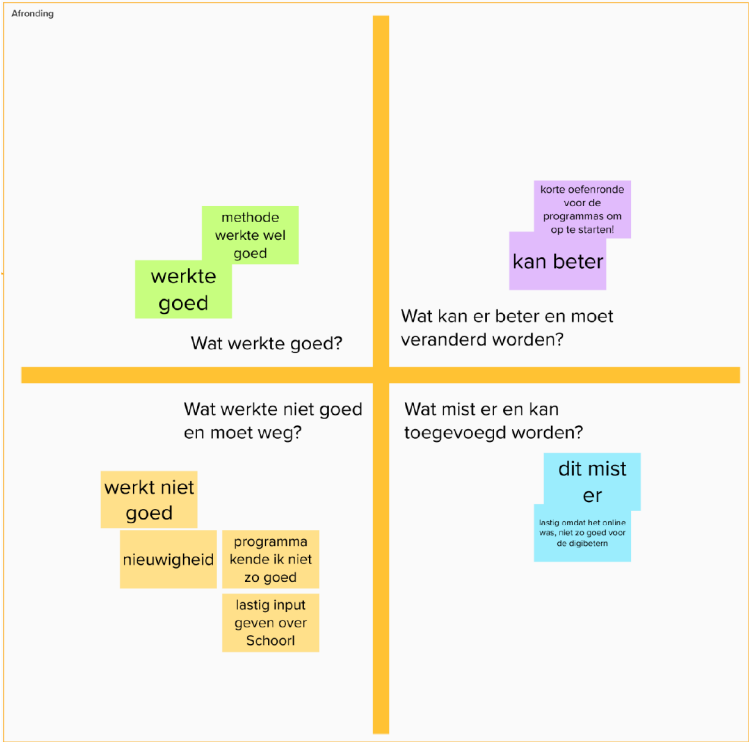 Afronding
methode
werkte wel
goed
werkte
goed
Wat werkte goed?
korte oefenronde
voor de
programmas om
op te starten!
kan beter
Wat kan er beter en moet
veranderd worden?
Wat werkte niet goed
en moet weg?
werkt niet
goed
nieuwigheid
programma
kende ik niet
zo goed
lastig input
geven over
Schoorl
Wat mist er en kan
toegevoegd worden?
dit mist
er
lastig omdat het online
was, niet zo goed voor
de digibetern